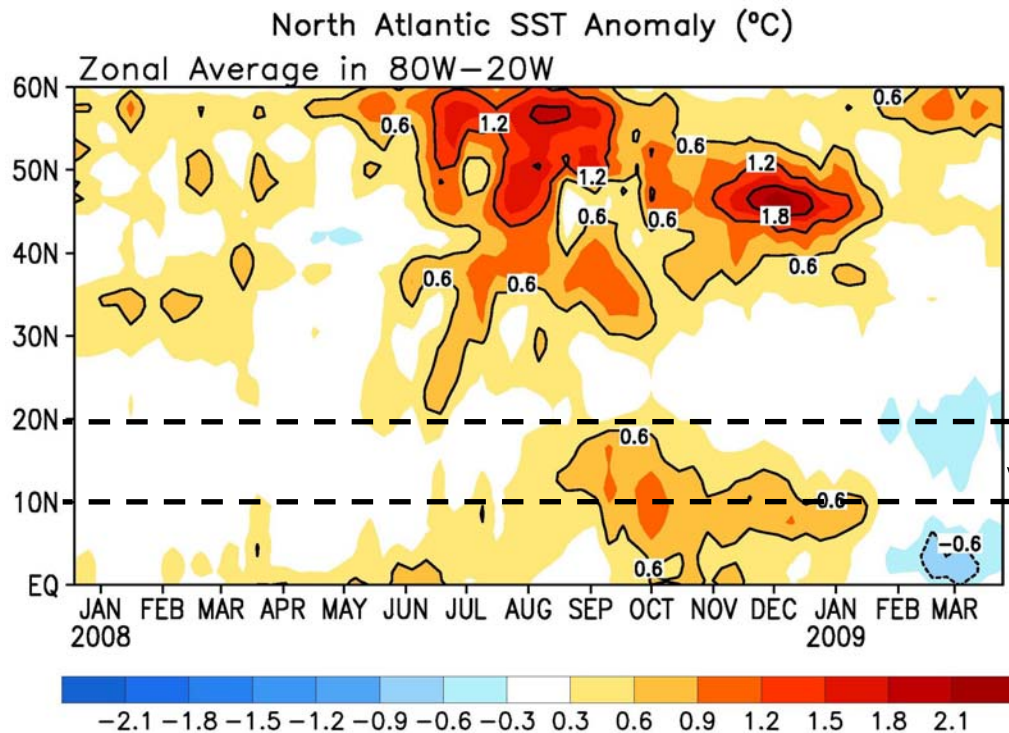 North Atlantic SST Anomaly (ºC)
Zonal Average in 80W-20W
60N
50N
40N
30N
20N
10N
EQ
0.6
0.6
1.2
0.6
0.6
1.2
1.2
0.6
0.6
1.8
0.6
0.6
0.6
0.6
0.6
0.6
-0.6
JAN FEB MAR APR MAY JUN JUL AUG SEP OCT NOV DEC JAN FEB MAR
2008 2009
-2.1 -1.8 -1.5 -1.2 -0.9 -0.6 -0.3 0.3 0.6 0.9 1.2 1.5 1.8 2.1